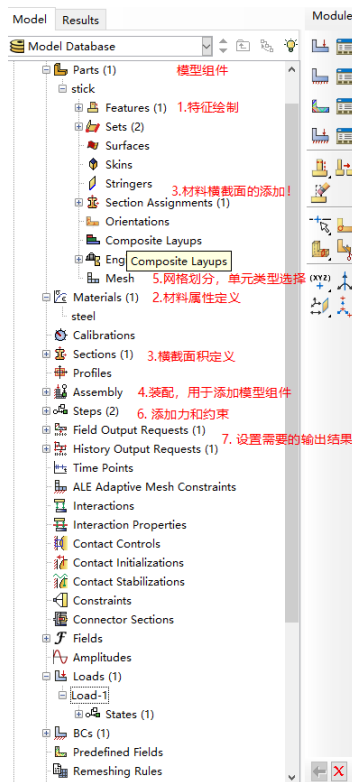 Model Results Module
Model Database
Parts (1) 模型组件
stick
Features (1) 1.特征绘制
Sets (2)
Surfaces
Skins
Stringers
3.材料横截面的添加！
Section Assignments (1)
Orientations
Composite Layups
Eng Composite Layups
Mesh 5.网格划分，单元类型选择 (XYZ)
Materials (1) 2.材料属性定义
steel
Calibrations
Sections (1) 3.横截面积定义
Profiles
Assembly 4.装配，用于添加模型组件
Steps (2) 6. 添加力和约束
Field Output Requests (1)
7. 设置需要的输出结果
History Output Requests (1)
Time Points
ALE Adaptive Mesh Constraints
Interactions
Interaction Properties
Contact Controls
Contact Initializations
Contact Stabilizations
Constraints
Connector Sections
Fields
Amplitudes
Loads (1)
Load-1
States (1)
BCs (1)
Predefined Fields
Remeshing Rules